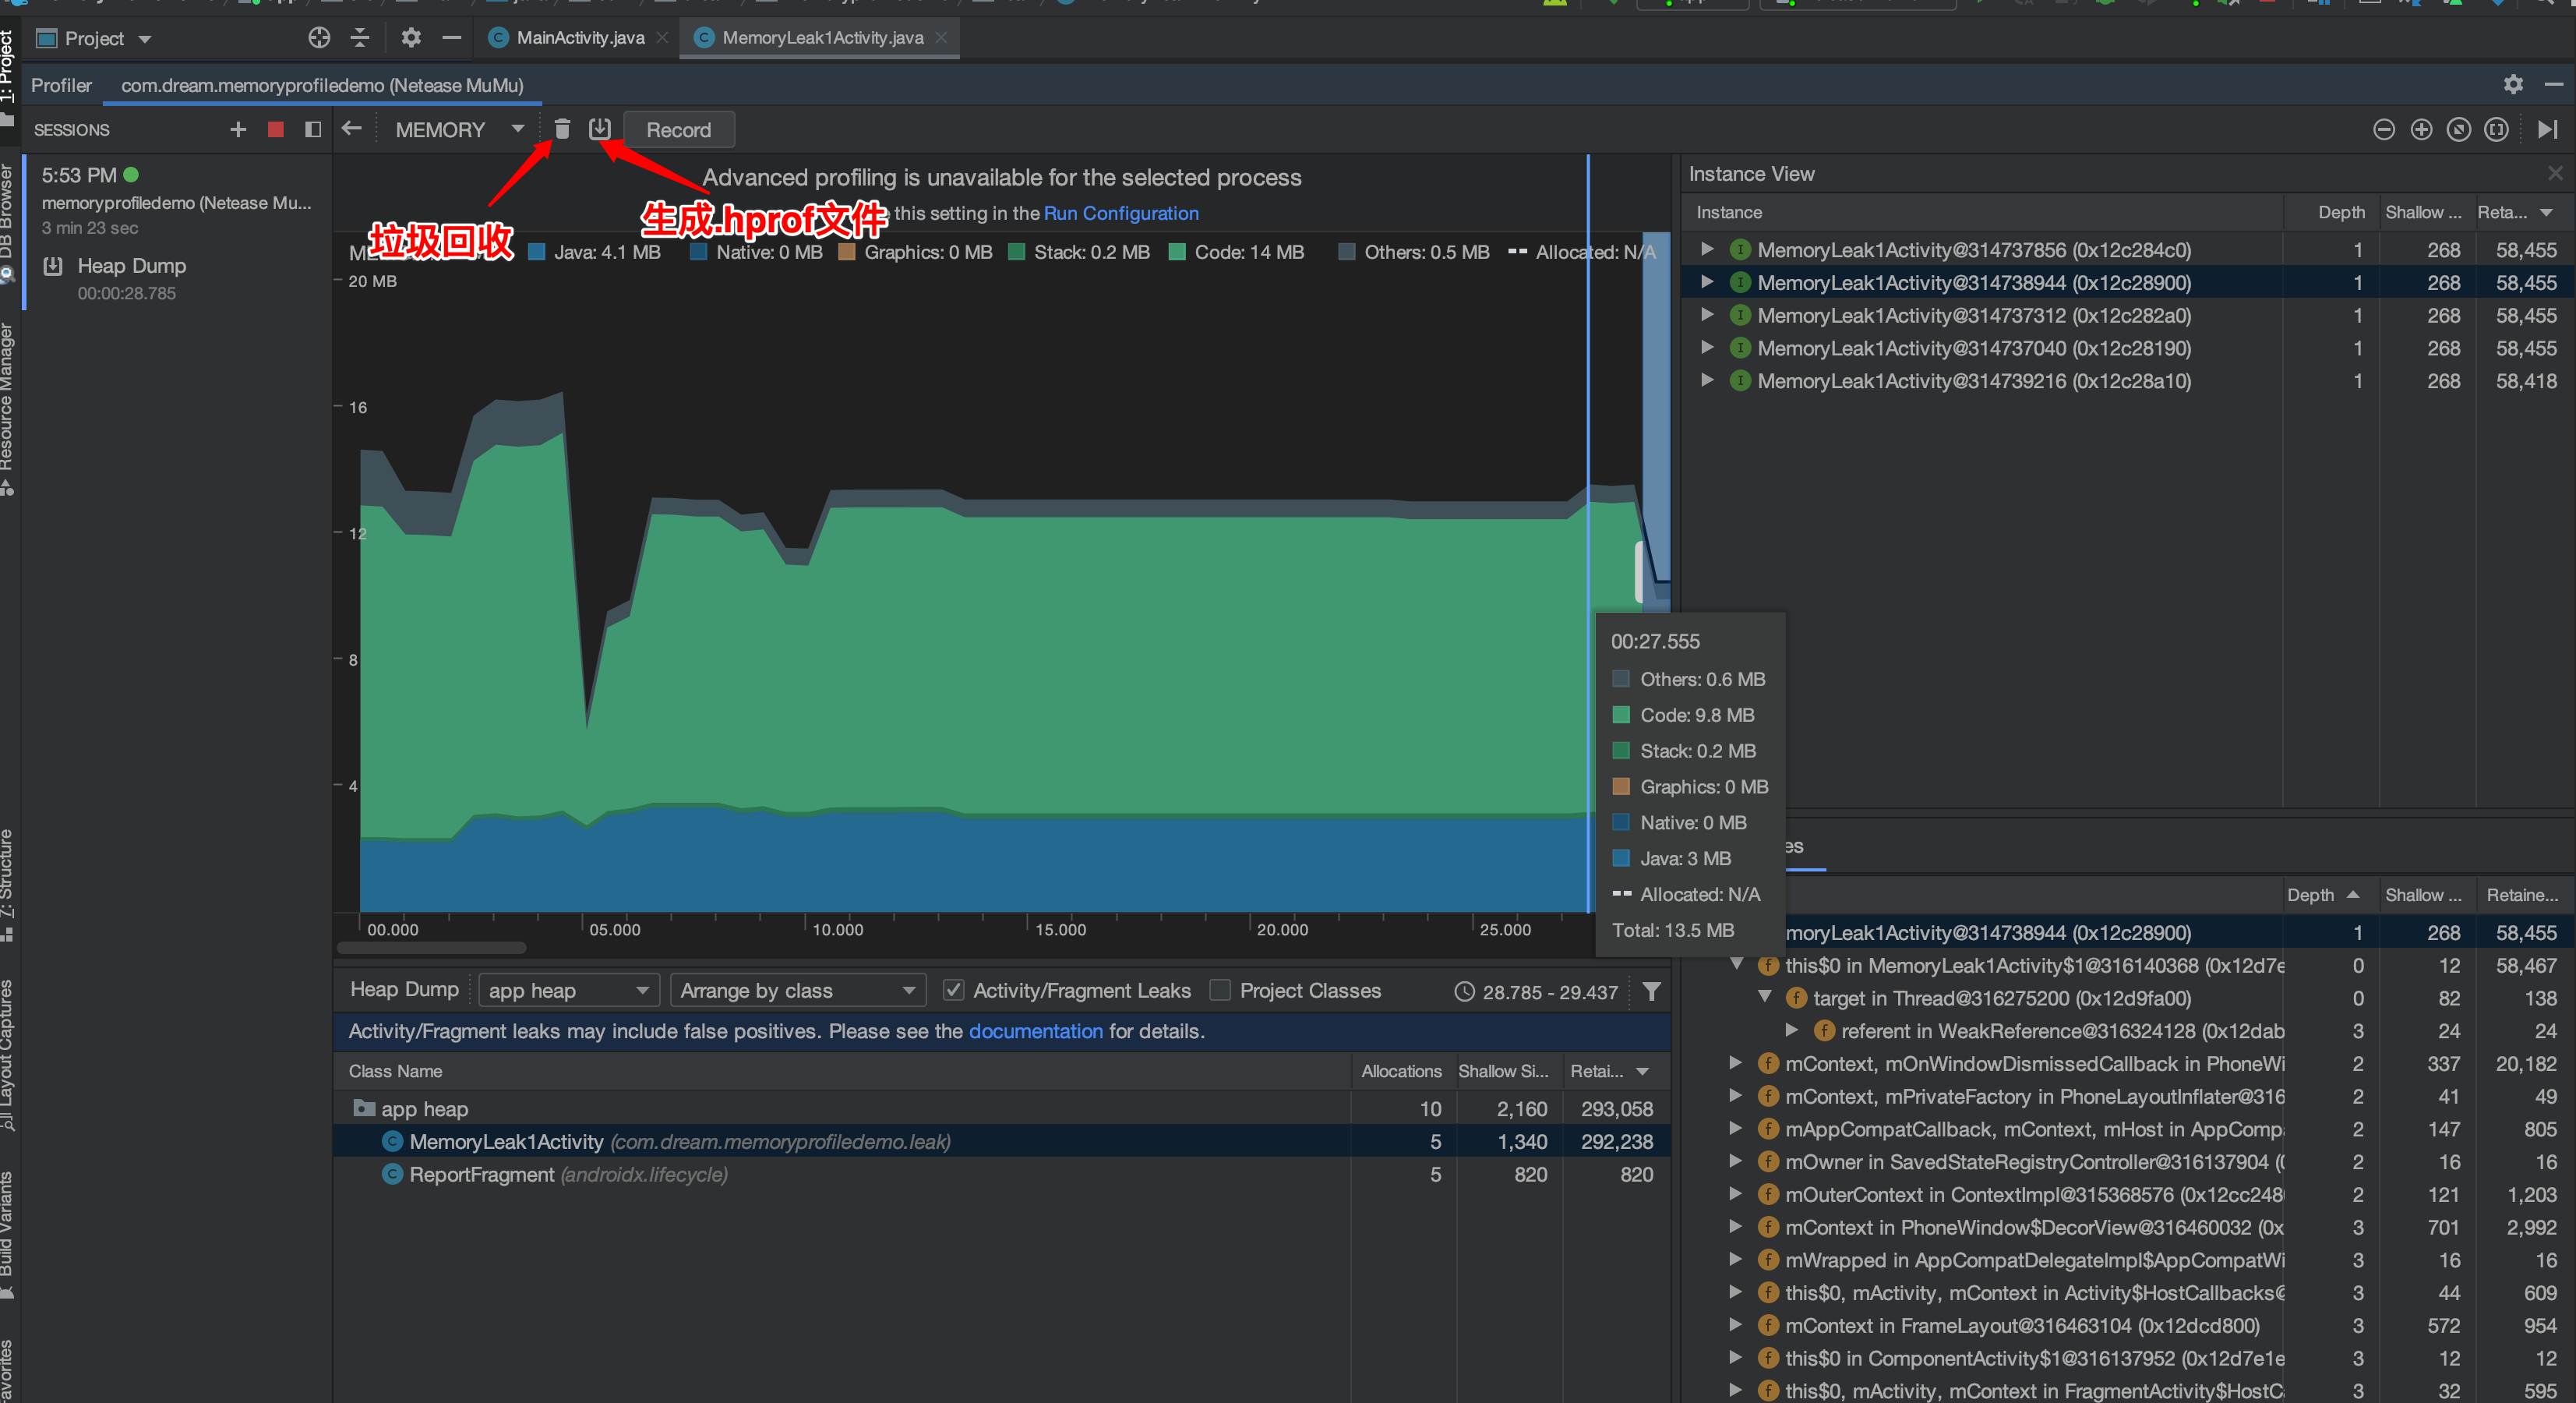 Project
MainActivity.java
MemoryLeak1Activity.java
1: Project
Profiler
com.dream.memoryprofiledemo (Netease MuMu)
SESSIONS
MEMORY
Record
5:53 PM
memoryprofiledemo (Netease Mu...
3 min 23 sec
Heap Dump
00:00:28.785
DB Browser
Resource Manager
7: Structure
Layout Captures
Build Variants
Advanced profiling is unavailable for the selected process
this setting in the Run Configuration
垃圾回收
生成.hprof文件
Java: 4.1 MB
Native: 0 MB
Graphics: 0 MB
Stack: 0.2 MB
Code: 14 MB
Others: 0.5 MB
Allocated: N/A
20 MB
16
12
8
4
00.000
05.000
10.000
15.000
20.000
25.000
00:27.555
Others: 0.6 MB
Code: 9.8 MB
Stack: 0.2 MB
Graphics: 0 MB
Native: 0 MB
Java: 3 MB
Allocated: N/A
Total: 13.5 MB
Heap Dump
app heap
Arrange by class
Activity/Fragment Leaks
Project Classes
28.785 - 29.437
Activity/Fragment leaks may include false positives. Please see the documentation for details.
Class Name Allocations Shallow Si... Retai...
app heap 10 2,160 293,058
MemoryLeak1Activity (com.dream.memoryprofiledemo.leak) 5 1,340 292,238
ReportFragment (androidx.lifecycle) 5 820 820
Instance View
Instance Depth Shallow ... Reta...
MemoryLeak1Activity@314737856 (0x12c284c0) 1 268 58,455
MemoryLeak1Activity@314738944 (0x12c28900) 1 268 58,455
MemoryLeak1Activity@314737312 (0x12c282a0) 1 268 58,455
MemoryLeak1Activity@314737040 (0x12c28190) 1 268 58,455
MemoryLeak1Activity@314739216 (0x12c28a10) 1 268 58,418
es
Depth Shallow ... Retaine...
moryLeak1Activity@314738944 (0x12c28900) 1 268 58,455
this$0 in MemoryLeak1Activity$1@316140368 (0x12d7e 0 12 58,467
target in Thread@316275200 (0x12d9fa00) 0 82 138
referent in WeakReference@316324128 (0x12dab 3 24 24
mContext, mOnWindowDismissedCallback in PhoneWi 2 337 20,182
mContext, mPrivateFactory in PhoneLayoutInflater@316 2 41 49
mAppCompatCallback, mContext, mHost in AppComp 2 147 805
mOwner in SavedStateRegistryController@316137904 ( 2 16 16
mOuterContext in ContextImpl@315368576 (0x12cc248 2 121 1,203
mContext in PhoneWindow$DecorView@316460032 (0x 3 701 2,992
mWrapped in AppCompatDelegateImpl$AppCompatWi 3 16 16
this$0, mActivity, mContext in Activity$HostCallbacks@ 3 44 609
mContext in FrameLayout@316463104 (0x12dcd800) 3 572 954
this$0 in ComponentActivity$1@316137952 (0x12d7e1e 3 12 12
this$0, mActivity, mContext in FragmentActivity$HostC 3 32 595